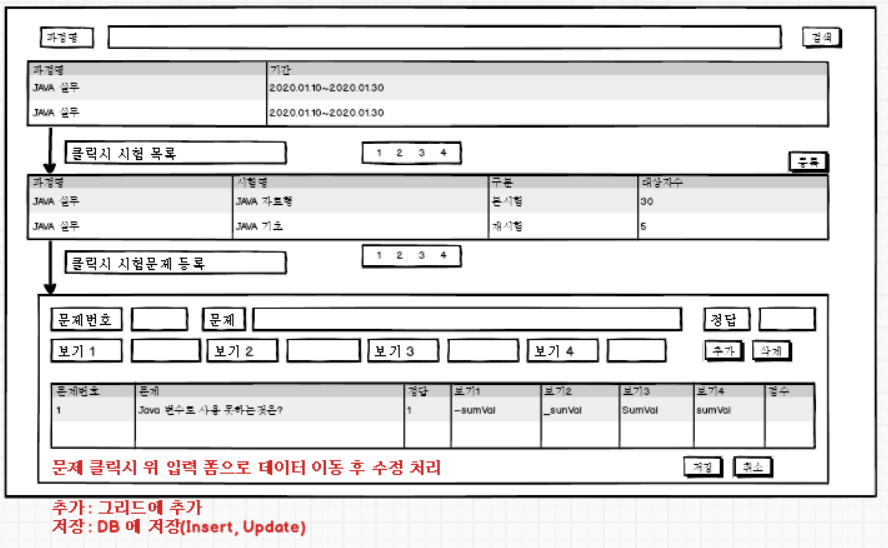 과정명 검색
과정명 기간
JAVA 실무 2020.01.10~2020.01.30
JAVA 실무 2020.01.10~2020.01.30
클릭시 시험 목록 1 2 3 4 등록
과정명 시험명 구분 대상자수
JAVA 실무 JAVA 자료형 본시험 30
JAVA 실무 JAVA 기초 재시험 5
클릭시 시험문제 등록 1 2 3 4
문제번호 문제 정답
보기 1 보기 2 보기 3 보기 4 추가 삭제
문제번호 문제 정답 보기1 보기2 보기3 보기4 점수
1 Java 변수로 사용 못하는것은? 1 -sumVal _sunVal SumVal sumVal
문제 클릭시 위 입력 폼으로 데이터 이동 후 수정 처리 저장 취소
추가 : 그리드에 추가
저장 : DB 에 저장(Insert, Update)